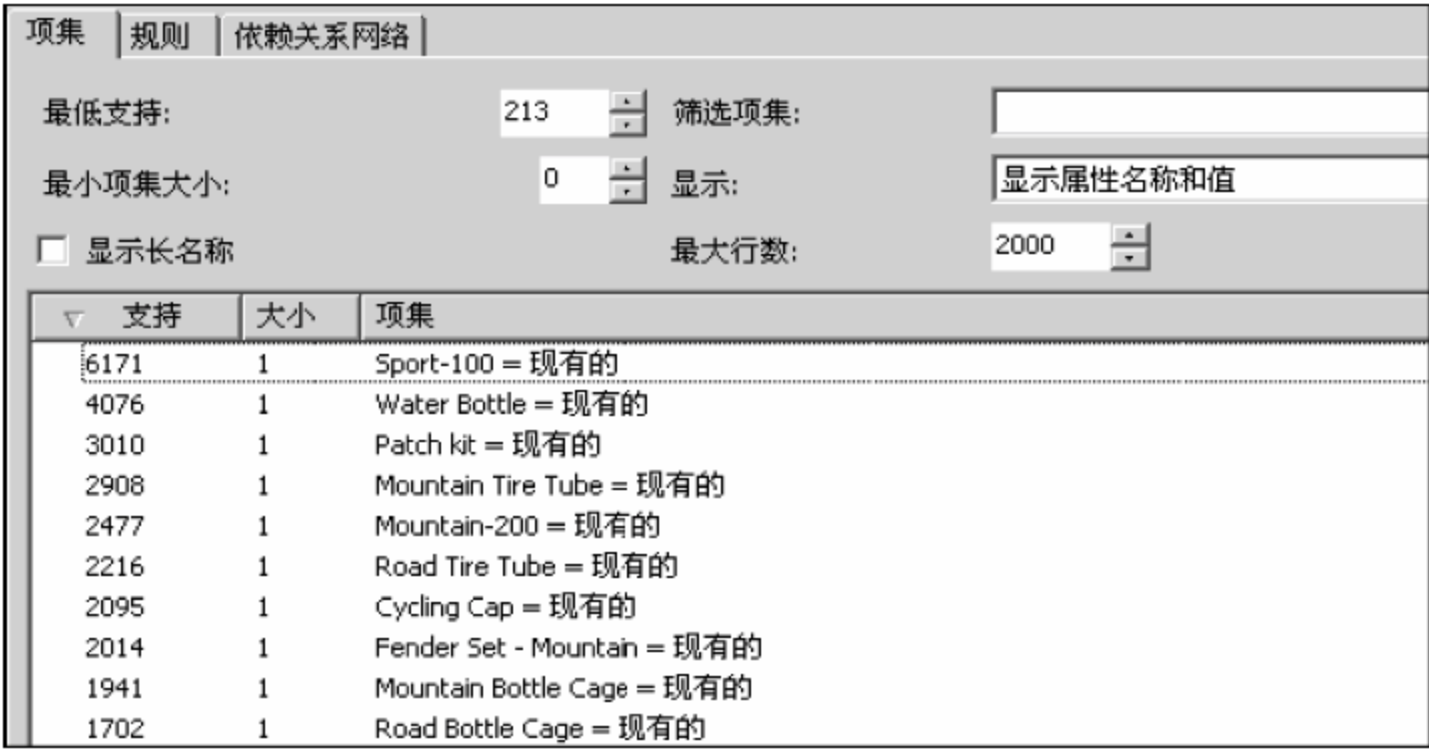 项集 规则 依赖关系网络
最低支持: 213 筛选项集:
最小项集大小: 0 显示: 显示属性名称和值
显示长名称 最大行数: 2000
支持 大小 项集
6171 1 Sport-100 = 现有的
4076 1 Water Bottle = 现有的
3010 1 Patch kit = 现有的
2908 1 Mountain Tire Tube = 现有的
2477 1 Mountain-200 = 现有的
2216 1 Road Tire Tube = 现有的
2095 1 Cycling Cap = 现有的
2014 1 Fender Set - Mountain = 现有的
1941 1 Mountain Bottle Cage = 现有的
1702 1 Road Bottle Cage = 现有的